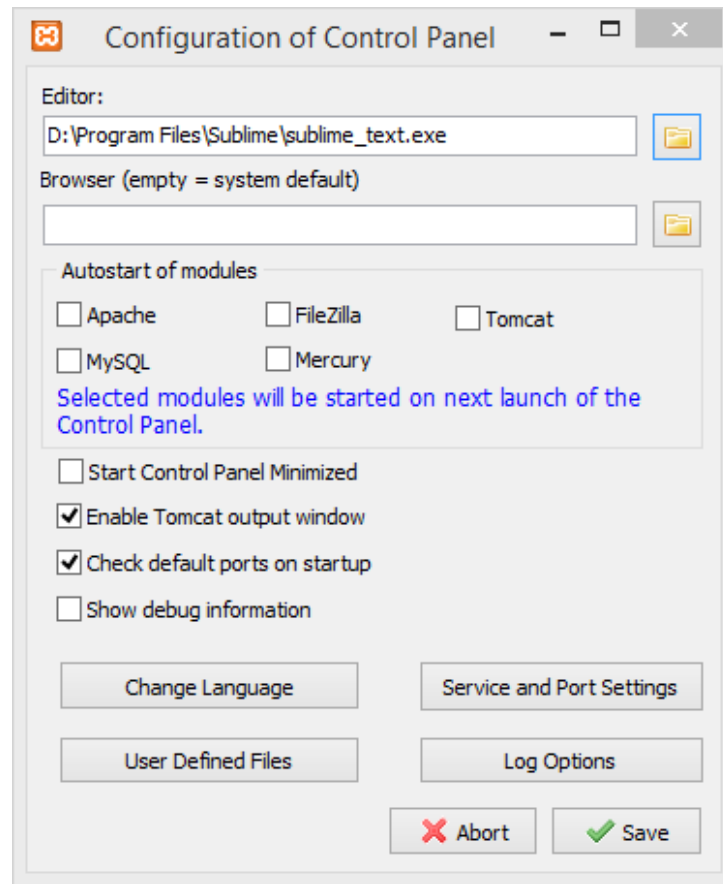 Configuration of Control Panel
Editor:
D:\Program Files\Sublime\sublime_text.exe
Browser (empty = system default)
Autostart of modules
Apache FileZilla Tomcat
MySQL Mercury
Selected modules will be started on next launch of the
Control Panel.
Start Control Panel Minimized
Enable Tomcat output window
Check default ports on startup
Show debug information
Change Language Service and Port Settings
User Defined Files Log Options
Abort Save